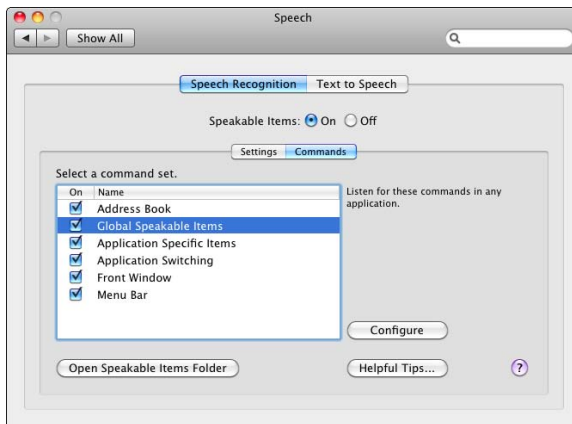 Speech
Show All
Speech Recognition Text to Speech
Speakable Items: On Off
Settings Commands
Select a command set.
On Name
Address Book
Global Speakable Items
Application Specific Items
Application Switching
Front Window
Menu Bar
Listen for these commands in any
application.
Configure
Open Speakable Items Folder Helpful Tips... ?